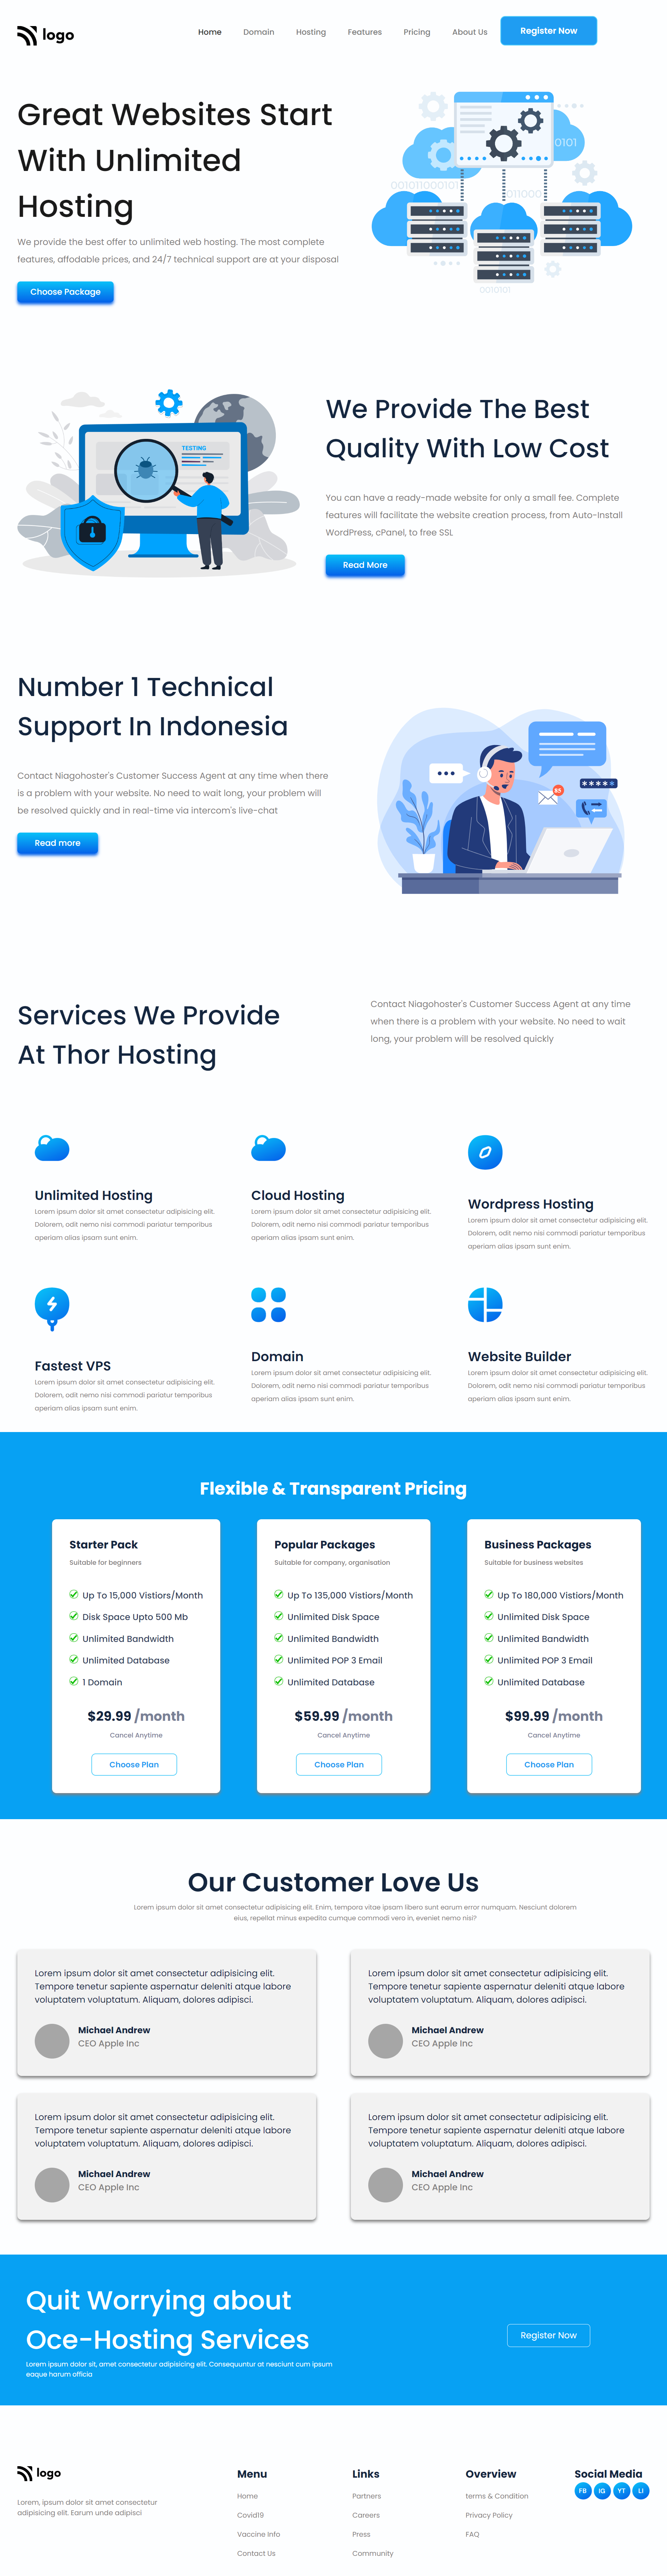 logo
Home Domain Hosting Features Pricing About Us Register Now
Great Websites Start
With Unlimited
Hosting
We provide the best offer to unlimited web hosting. The most complete
features, affodable prices, and 24/7 technical support are at your disposal
Choose Package
0101
001011000101
011000
0010101
TESTING
We Provide The Best
Quality With Low Cost
You can have a ready-made website for only a small fee. Complete
features will facilitate the website creation process, from Auto-Install
WordPress, cPanel, to free SSL
Read More
Number 1 Technical
Support In Indonesia
Contact Niagohoster's Customer Success Agent at any time when there
is a problem with your website. No need to wait long, your problem will
be resolved quickly and in real-time via intercom's live-chat
Read more
*****
Services We Provide
At Thor Hosting
Contact Niagohoster's Customer Success Agent at any time
when there is a problem with your website. No need to wait
long, your problem will be resolved quickly
Unlimited Hosting
Lorem ipsum dolor sit amet consectetur adipisicing elit.
Dolorem, odit nemo nisi commodi pariatur temporibus
aperiam alias ipsam sunt enim.
Cloud Hosting
Lorem ipsum dolor sit amet consectetur adipisicing elit.
Dolorem, odit nemo nisi commodi pariatur temporibus
aperiam alias ipsam sunt enim.
Wordpress Hosting
Lorem ipsum dolor sit amet consectetur adipisicing elit.
Dolorem, odit nemo nisi commodi pariatur temporibus
aperiam alias ipsam sunt enim.
Fastest VPS
Lorem ipsum dolor sit amet consectetur adipisicing elit.
Dolorem, odit nemo nisi commodi pariatur temporibus
aperiam alias ipsam sunt enim.
Domain
Lorem ipsum dolor sit amet consectetur adipisicing elit.
Dolorem, odit nemo nisi commodi pariatur temporibus
aperiam alias ipsam sunt enim.
Website Builder
Lorem ipsum dolor sit amet consectetur adipisicing elit.
Dolorem, odit nemo nisi commodi pariatur temporibus
aperiam alias ipsam sunt enim.
Flexible & Transparent Pricing
Starter Pack
Suitable for beginners
Up To 15,000 Vistiors/Month
Disk Space Upto 500 Mb
Unlimited Bandwidth
Unlimited Database
1 Domain
$29.99 /month
Cancel Anytime
Choose Plan
Popular Packages
Suitable for company, organisation
Up To 135,000 Vistiors/Month
Unlimited Disk Space
Unlimited Bandwidth
Unlimited POP 3 Email
Unlimited Database
$59.99 /month
Cancel Anytime
Choose Plan
Business Packages
Suitable for business websites
Up To 180,000 Vistiors/Month
Unlimited Disk Space
Unlimited Bandwidth
Unlimited POP 3 Email
Unlimited Database
$99.99 /month
Cancel Anytime
Choose Plan
Our Customer Love Us
Lorem ipsum dolor sit amet consectetur adipisicing elit. Enim, tempora vitae ipsam libero sunt earum error numquam. Nesciunt dolorem
eius, repellat minus expedita cumque commodi vero in, eveniet nemo nisi?
Lorem ipsum dolor sit amet consectetur adipisicing elit.
Tempore tenetur sapiente aspernatur deleniti atque labore
voluptatem voluptatum. Aliquam, dolores adipisci.
Michael Andrew
CEO Apple Inc
Lorem ipsum dolor sit amet consectetur adipisicing elit.
Tempore tenetur sapiente aspernatur deleniti atque labore
voluptatem voluptatum. Aliquam, dolores adipisci.
Michael Andrew
CEO Apple Inc
Lorem ipsum dolor sit amet consectetur adipisicing elit.
Tempore tenetur sapiente aspernatur deleniti atque labore
voluptatem voluptatum. Aliquam, dolores adipisci.
Michael Andrew
CEO Apple Inc
Lorem ipsum dolor sit amet consectetur adipisicing elit.
Tempore tenetur sapiente aspernatur deleniti atque labore
voluptatem voluptatum. Aliquam, dolores adipisci.
Michael Andrew
CEO Apple Inc
Quit Worrying about
Oce-Hosting Services
Lorem ipsum dolor sit, amet consectetur adipisicing elit. Consequuntur at nesciunt cum ipsum
eaque harum officia
Register Now
logo
Lorem, ipsum dolor sit amet consectetur
adipisicing elit. Earum unde adipisci
Menu
Home
Covid19
Vaccine Info
Contact Us
Links
Partners
Careers
Press
Community
Overview
terms & Condition
Privacy Policy
FAQ
Social Media
FB IG YT LI